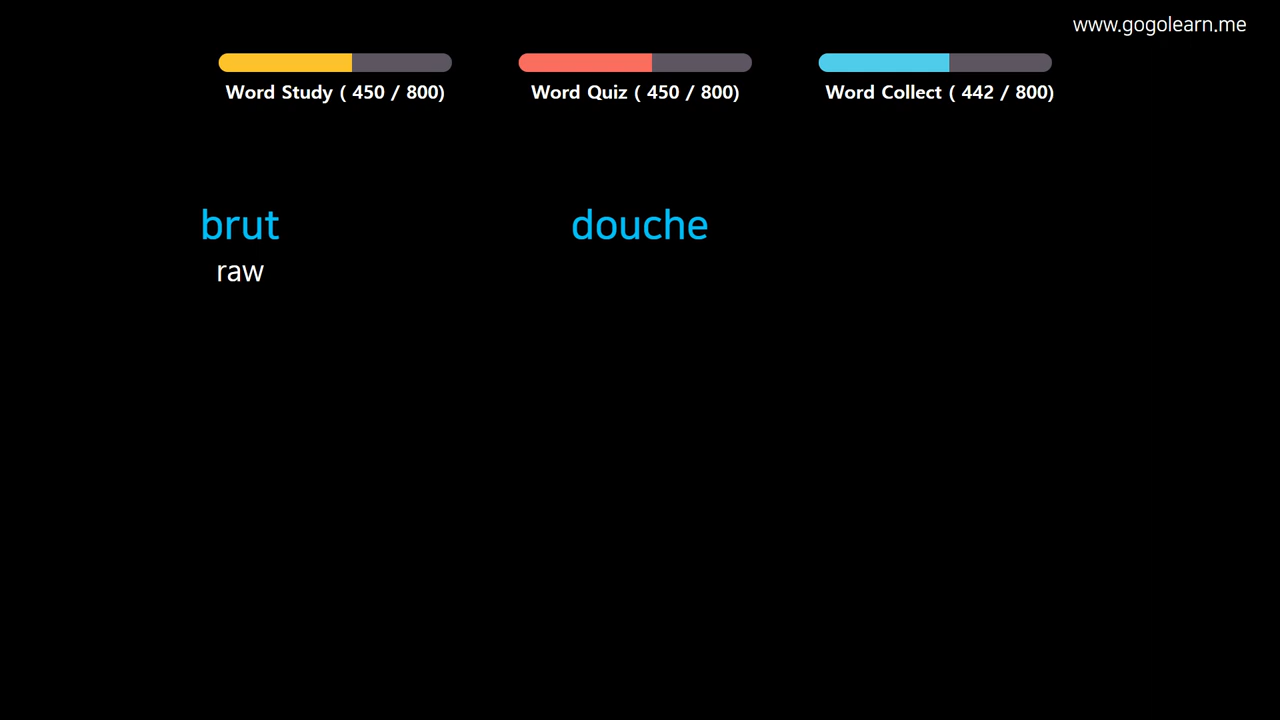 www.gogolearn.me
Word Study ( 450 / 800)
Word Quiz ( 450 / 800)
Word Collect ( 442 / 800)
brut
raw
douche